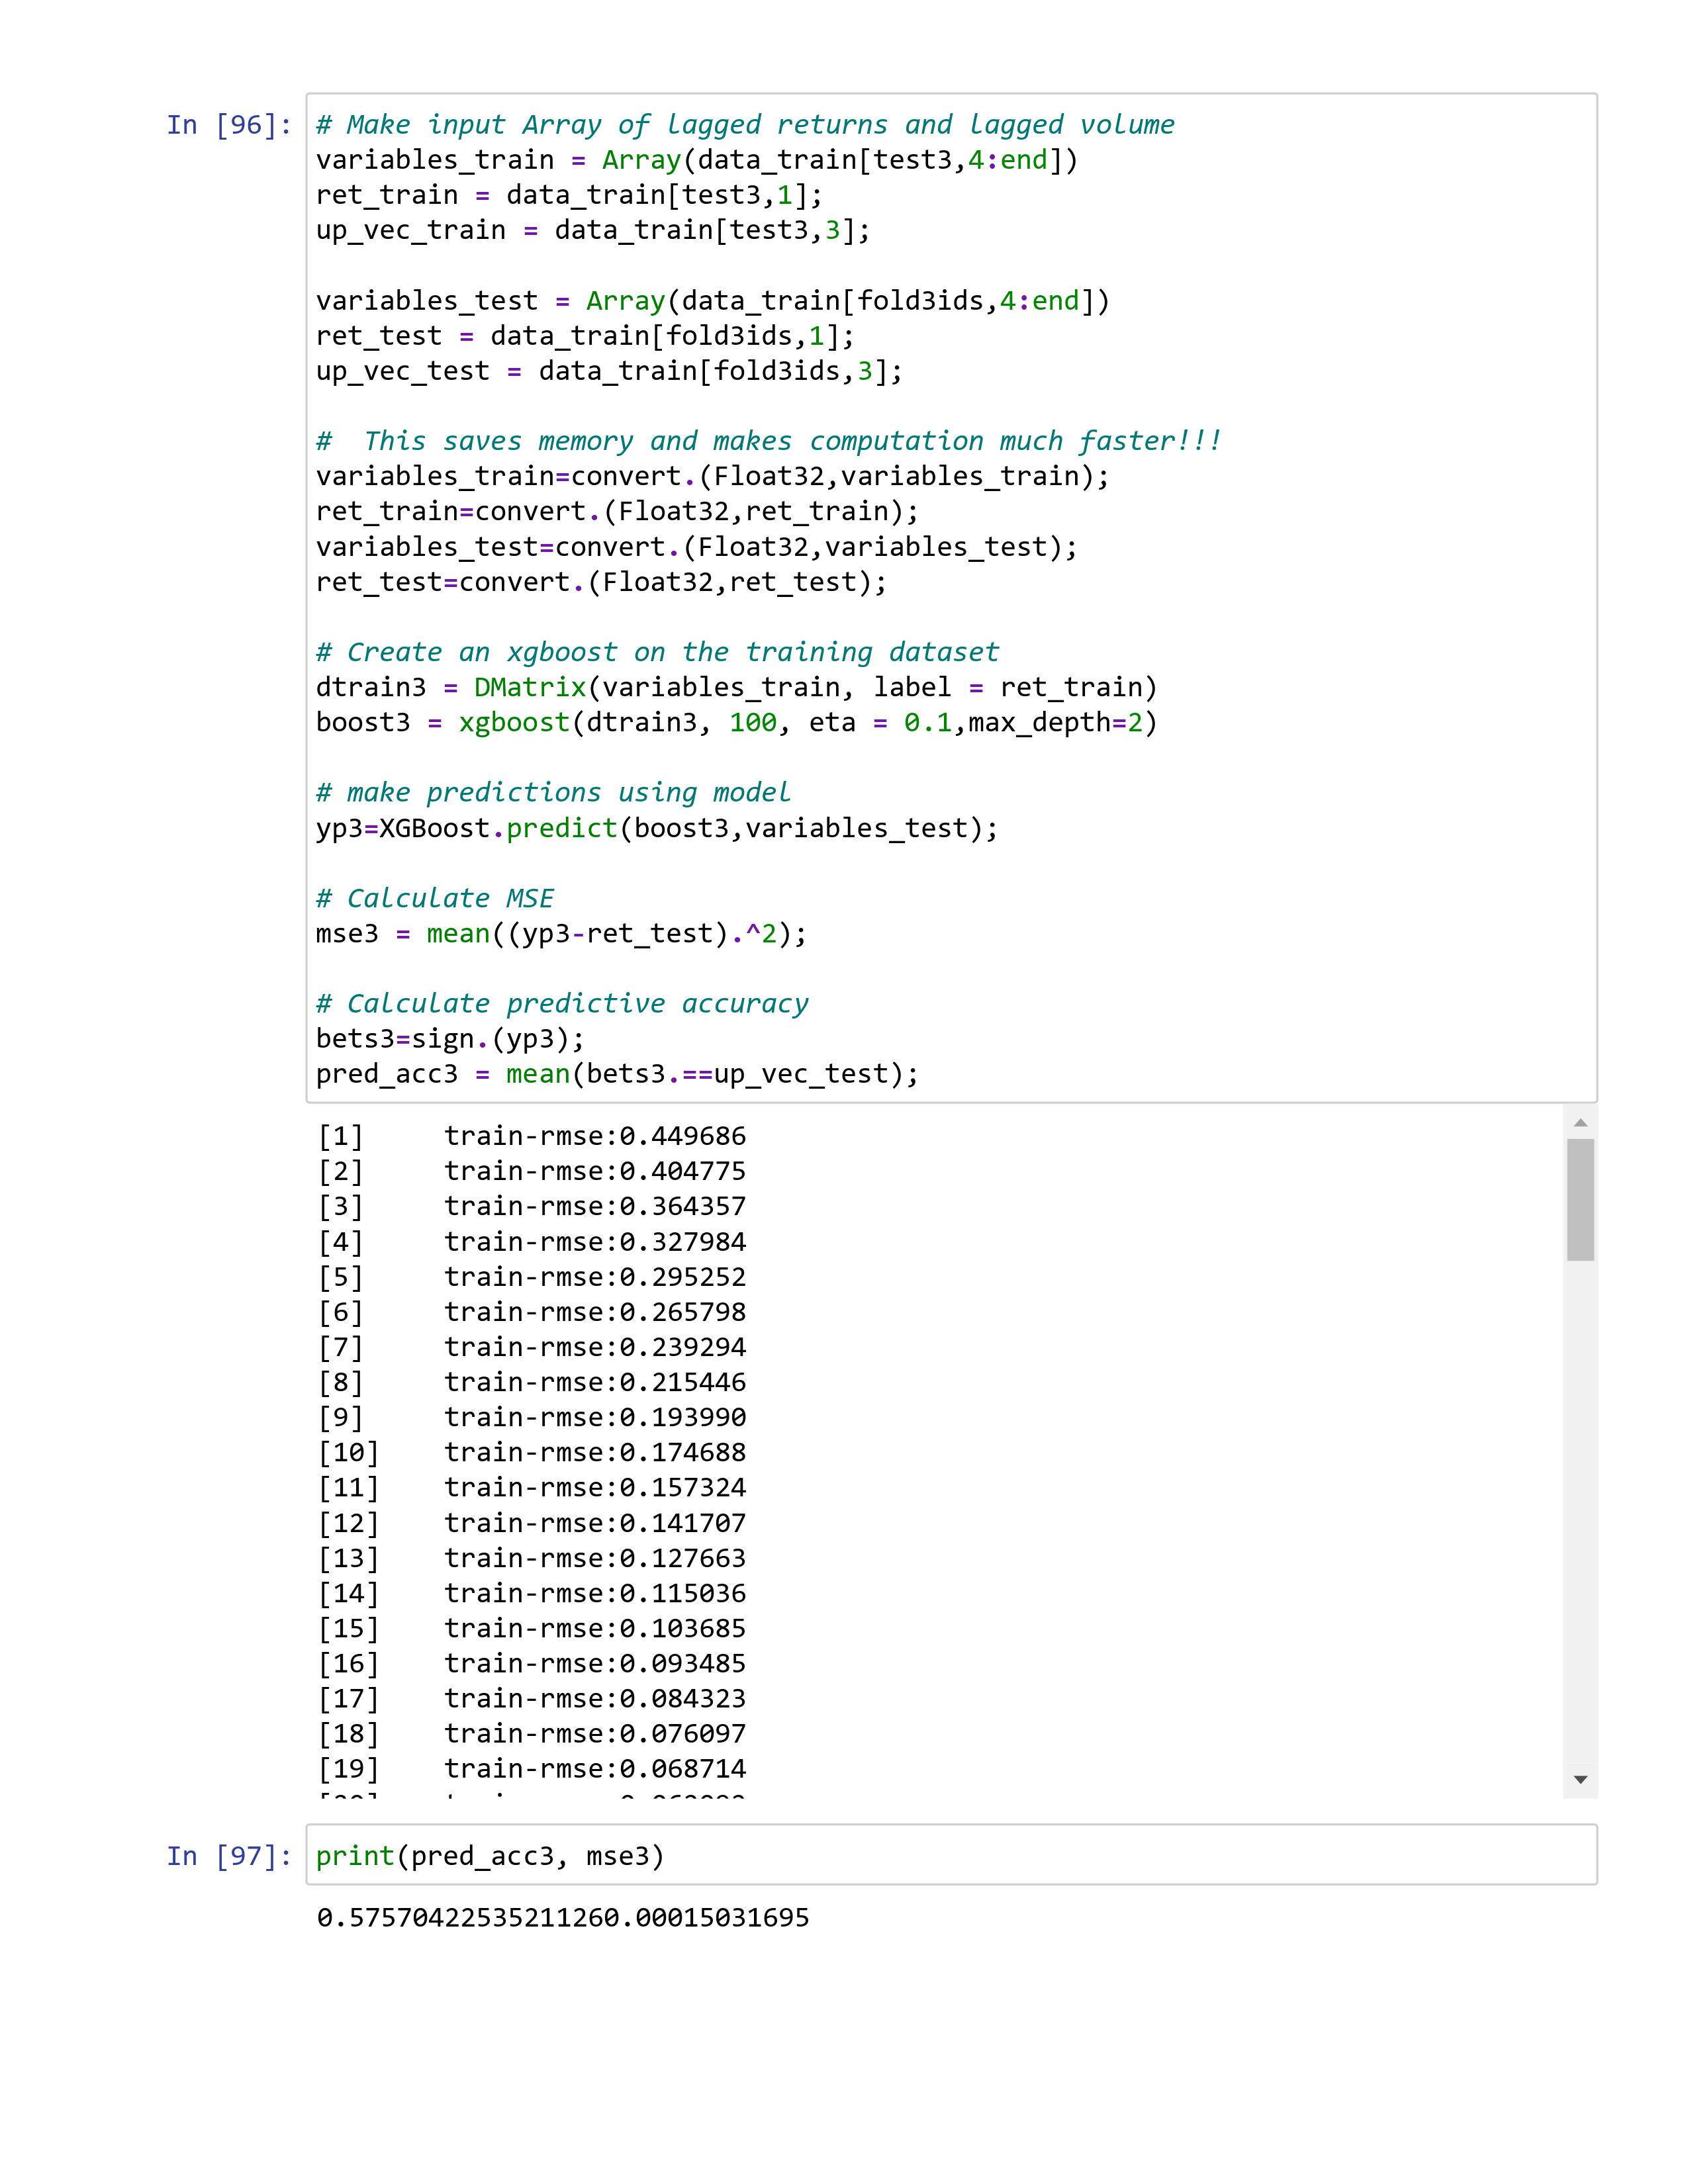 In [96]:
# Make input Array of lagged returns and lagged volume
variables_train = Array(data_train[test3,4:end])
ret_train = data_train[test3,1];
up_vec_train = data_train[test3,3];
variables_test = Array(data_train[fold3ids,4:end])
ret_test = data_train[fold3ids,1];
up_vec_test = data_train[fold3ids,3];
#  This saves memory and makes computation much faster!!!
variables_train=convert.(Float32,variables_train);
ret_train=convert.(Float32,ret_train);
variables_test=convert.(Float32,variables_test);
ret_test=convert.(Float32,ret_test);
# Create an xgboost on the training dataset
dtrain3 = DMatrix(variables_train, label = ret_train)
boost3 = xgboost(dtrain3, 100, eta = 0.1,max_depth=2)
# make predictions using model
yp3=XGBoost.predict(boost3,variables_test);
# Calculate MSE
mse3 = mean((yp3-ret_test).^2);
# Calculate predictive accuracy
bets3=sign.(yp3);
pred_acc3 = mean(bets3.==up_vec_test);
[1]     train-rmse:0.449686
[2]     train-rmse:0.404775
[3]     train-rmse:0.364357
[4]     train-rmse:0.327984
[5]     train-rmse:0.295252
[6]     train-rmse:0.265798
[7]     train-rmse:0.239294
[8]     train-rmse:0.215446
[9]     train-rmse:0.193990
[10]    train-rmse:0.174688
[11]    train-rmse:0.157324
[12]    train-rmse:0.141707
[13]    train-rmse:0.127663
[14]    train-rmse:0.115036
[15]    train-rmse:0.103685
[16]    train-rmse:0.093485
[17]    train-rmse:0.084323
[18]    train-rmse:0.076097
[19]    train-rmse:0.068714
In [97]:
print(pred_acc3, mse3)
0.57570422535211260.00015031695